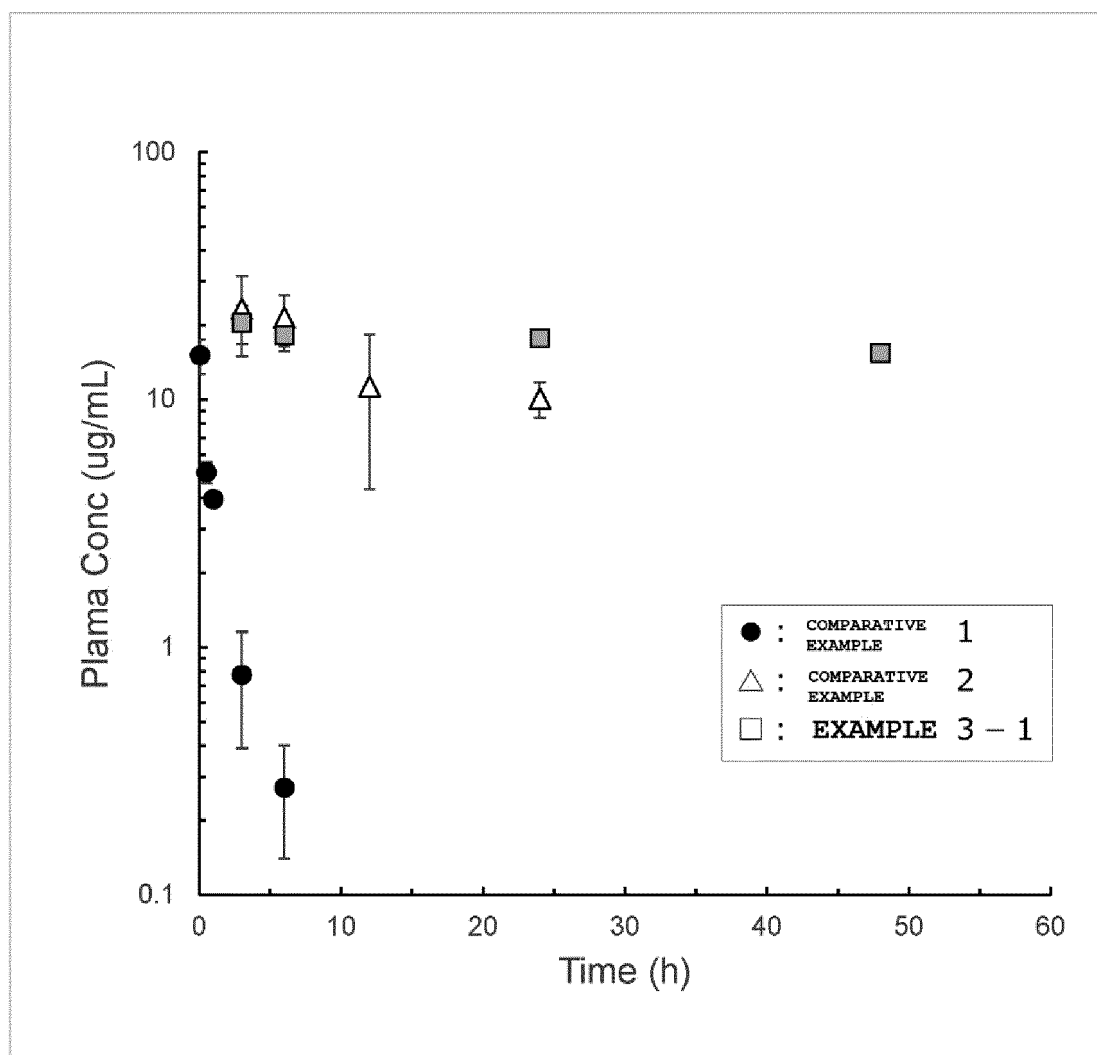 100
10
1
0.1
Plama Conc (ug/mL)
0 10 20 30 40 50 60
Time (h)
● : COMPARATIVE EXAMPLE 1
△ : COMPARATIVE EXAMPLE 2
□ : EXAMPLE 3 – 1